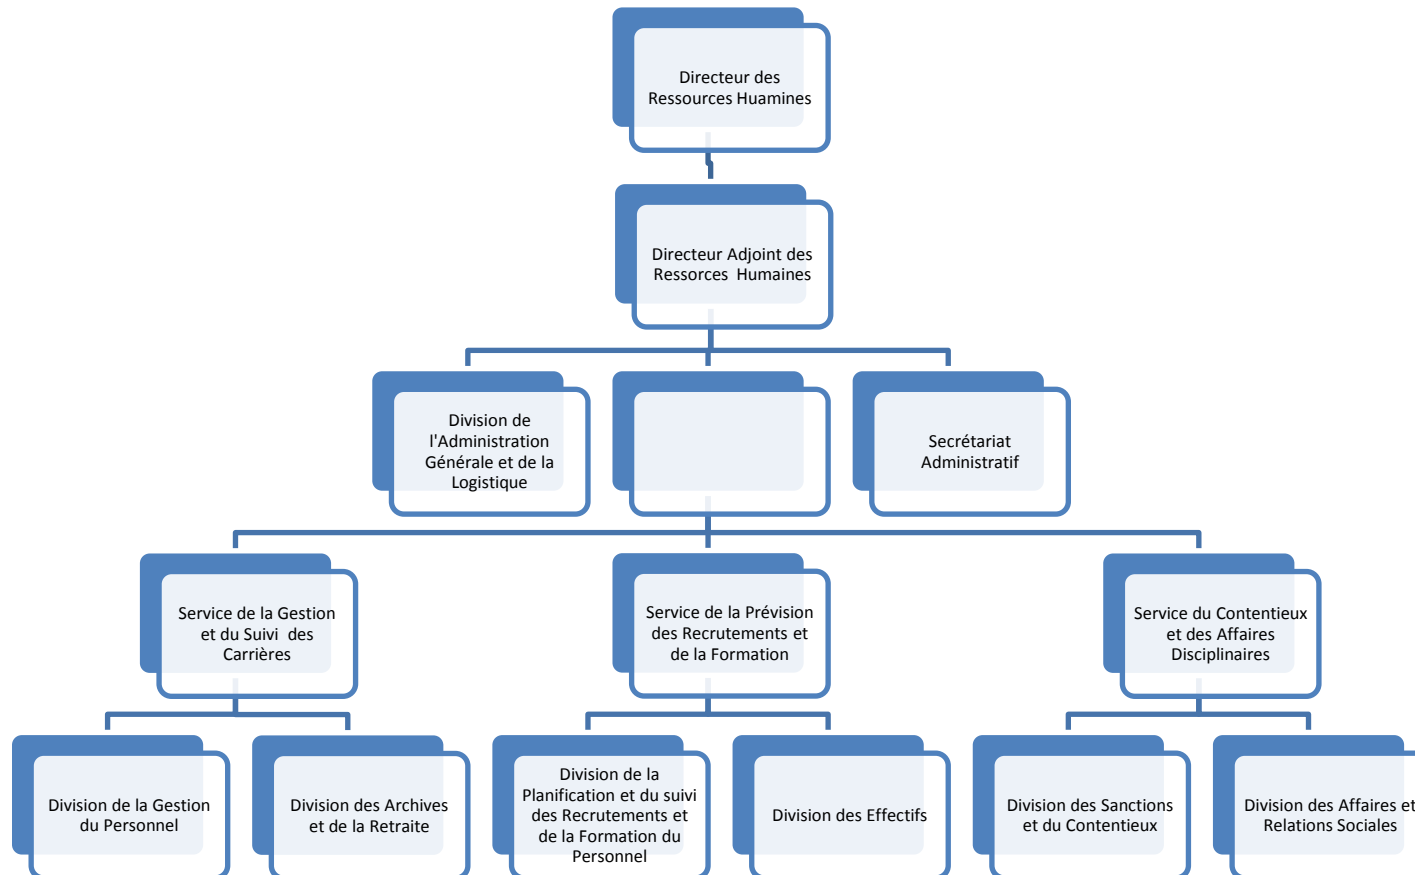 Directeur des
Ressources Huamines
Directeur Adjoint des
Ressorces  Humaines
Division de
l'Administration
Générale et de la
Logistique
Secrétariat
Administratif
Service de la Gestion
et du Suivi  des
Carrières
Service de la Prévision
des Recrutements et
de la Formation
Service du Contentieux
et des Affaires
Disciplinaires
Division de la Gestion
du Personnel
Division des Archives
et de la Retraite
Division de la
Planification et du suivi
des Recrutements et
de la Formation du
Personnel
Division des Effectifs
Division des Sanctions
et du Contentieux
Division des Affaires et
Relations Sociales